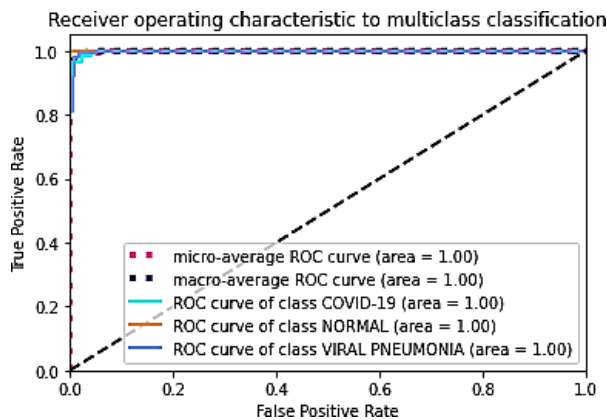 Receiver operating characteristic to multiclass classification
1.0
0.8
0.6
0.4
0.2
0.0
True Positive Rate
micro-average ROC curve (area = 1.00)
macro-average ROC curve (area = 1.00)
ROC curve of class COVID-19 (area = 1.00)
ROC curve of class NORMAL (area = 1.00)
ROC curve of class VIRAL PNEUMONIA (area = 1.00)
0.0 0.2 0.4 0.6 0.8 1.0
False Positive Rate